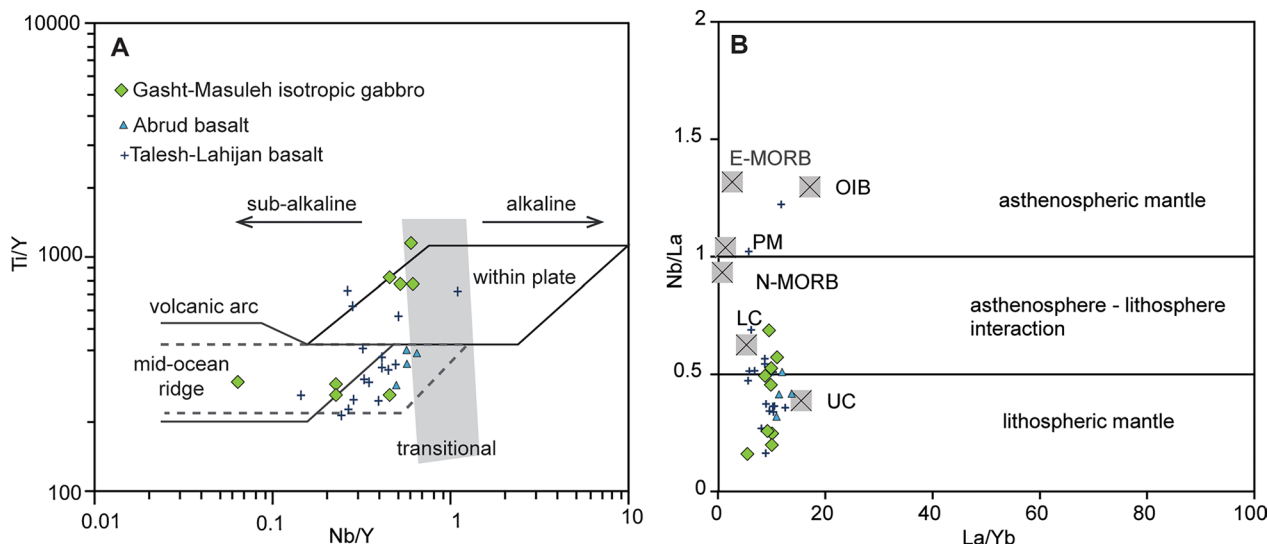 A
10000
1000
100
Ti/Y
Gasht-Masuleh isotropic gabbro
Abrud basalt
Talesh-Lahijan basalt
sub-alkaline
alkaline
within plate
volcanic arc
mid-ocean
ridge
transitional
0.01
0.1
1
10
Nb/Y
B
2
1.5
1
0.5
0
Nb/La
E-MORB
OIB
asthenospheric mantle
PM
N-MORB
asthenosphere - lithosphere
interaction
LC
UC
lithospheric mantle
0
20
40
60
80
100
La/Yb